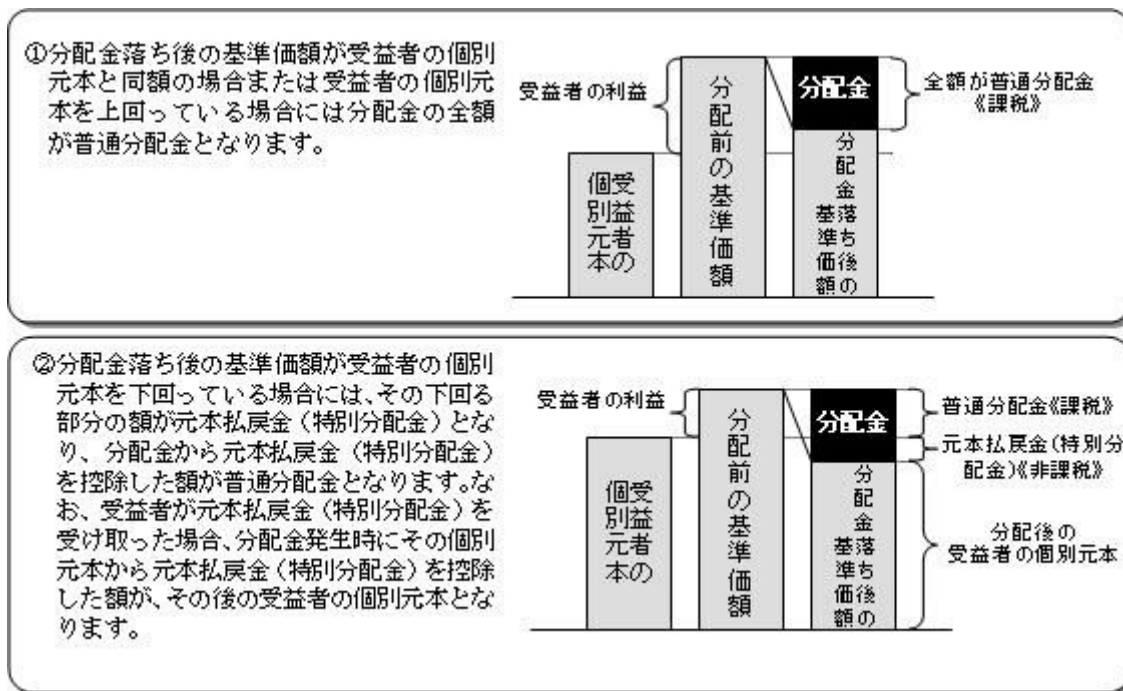 ①分配金落ち後の基準価額が受益者の個別
元本と同額の場合または受益者の個別元
本を上回っている場合には分配金の全額
が普通分配金となります。
受益者の利益
受益者の
個別元本
分配前の基準価額
分配金
分配金落ち後の
基準価額
全額が普通分配金
《課税》
②分配金落ち後の基準価額が受益者の個別
元本を下回っている場合には、その下回る
部分の額が元本払戻金（特別分配金）とな
り、分配金から元本払戻金（特別分配金）
を控除した額が普通分配金となります。な
お、受益者が元本払戻金（特別分配金）を
受け取った場合、分配金発生時にその個別
元本から元本払戻金（特別分配金）を控除
した額が、その後の受益者の個別元本とな
ります。
受益者の利益
受益者の
個別元本
分配前の基準価額
分配金
分配金落ち後の
基準価額
普通分配金《課税》
元本払戻金（特別分
配金）《非課税》
分配後の
受益者の個別元本